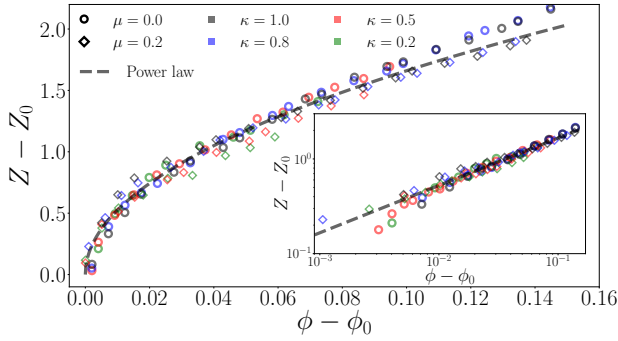 μ = 0.0 κ = 1.0 κ = 0.5
μ = 0.2 κ = 0.8 κ = 0.2
Power law
Z − Z₀
2.0
1.5
1.0
0.5
0.0
0.00 0.02 0.04 0.06 0.08 0.10 0.12 0.14 0.16
ϕ − ϕ₀
Z − Z₀
10⁰
10⁻¹
10⁻³ 10⁻² 10⁻¹
ϕ − ϕ₀